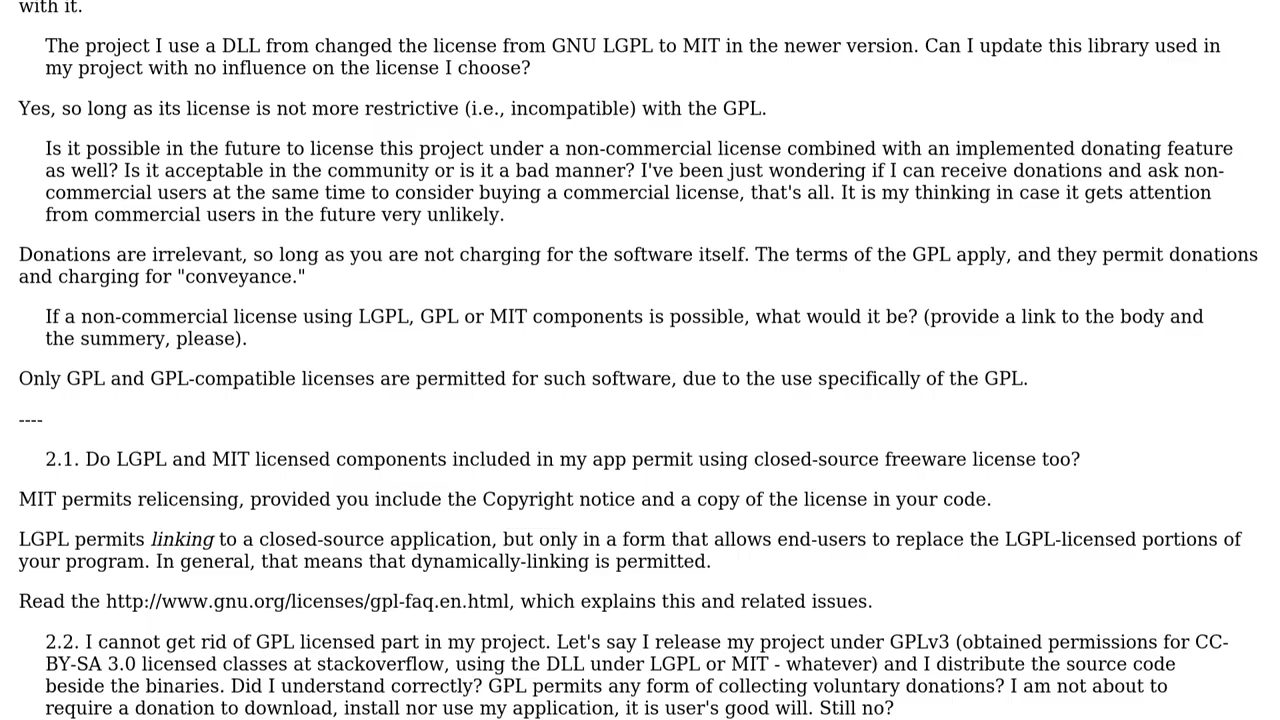 with it.
The project I use a DLL from changed the license from GNU LGPL to MIT in the newer version. Can I update this library used in
my project with no influence on the license I choose?
Yes, so long as its license is not more restrictive (i.e., incompatible) with the GPL.
Is it possible in the future to license this project under a non-commercial license combined with an implemented donating feature
as well? Is it acceptable in the community or is it a bad manner? I've been just wondering if I can receive donations and ask non-
commercial users at the same time to consider buying a commercial license, that's all. It is my thinking in case it gets attention
from commercial users in the future very unlikely.
Donations are irrelevant, so long as you are not charging for the software itself. The terms of the GPL apply, and they permit donations
and charging for "conveyance."
If a non-commercial license using LGPL, GPL or MIT components is possible, what would it be? (provide a link to the body and
the summery, please).
Only GPL and GPL-compatible licenses are permitted for such software, due to the use specifically of the GPL.
----
2.1. Do LGPL and MIT licensed components included in my app permit using closed-source freeware license too?
MIT permits relicensing, provided you include the Copyright notice and a copy of the license in your code.
LGPL permits linking to a closed-source application, but only in a form that allows end-users to replace the LGPL-licensed portions of
your program. In general, that means that dynamically-linking is permitted.
Read the http://www.gnu.org/licenses/gpl-faq.en.html, which explains this and related issues.
2.2. I cannot get rid of GPL licensed part in my project. Let's say I release my project under GPLv3 (obtained permissions for CC-
BY-SA 3.0 licensed classes at stackoverflow, using the DLL under LGPL or MIT - whatever) and I distribute the source code
beside the binaries. Did I understand correctly? GPL permits any form of collecting voluntary donations? I am not about to
require a donation to download, install nor use my application, it is user's good will. Still no?